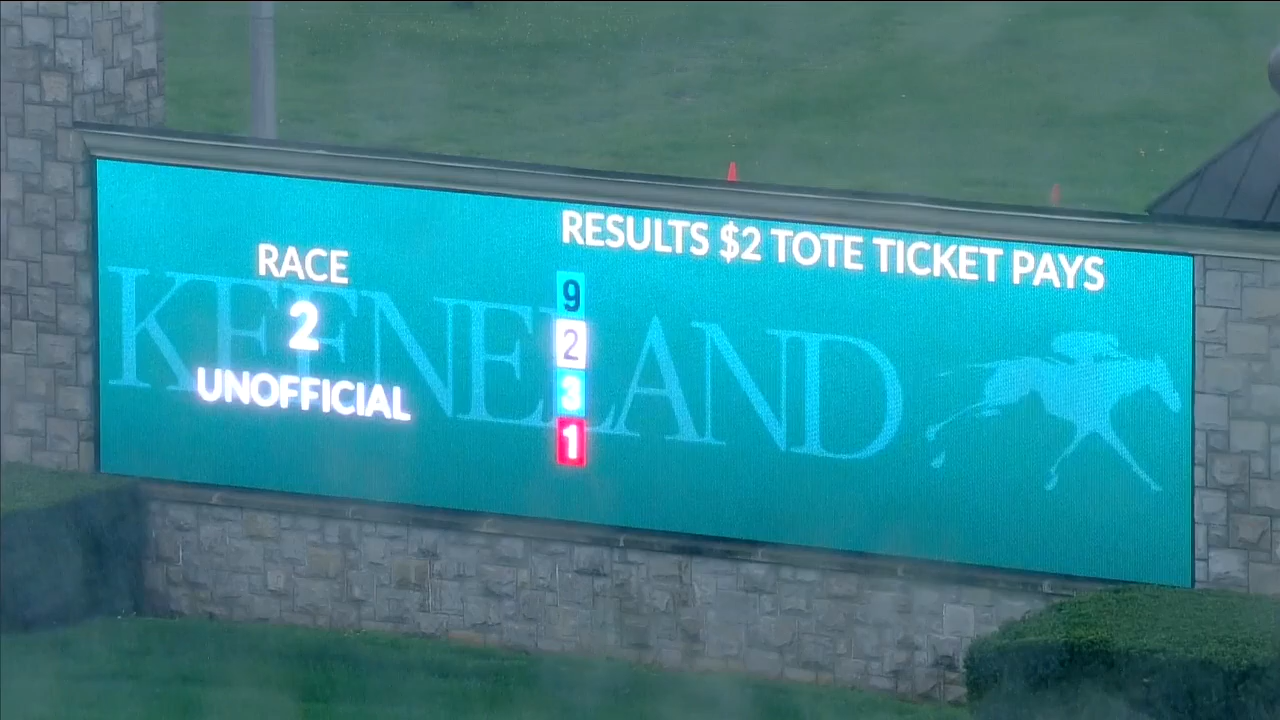 RACE
2
UNOFFICIAL
KEENELAND
RESULTS $2 TOTE TICKET PAYS
9
2
3
1